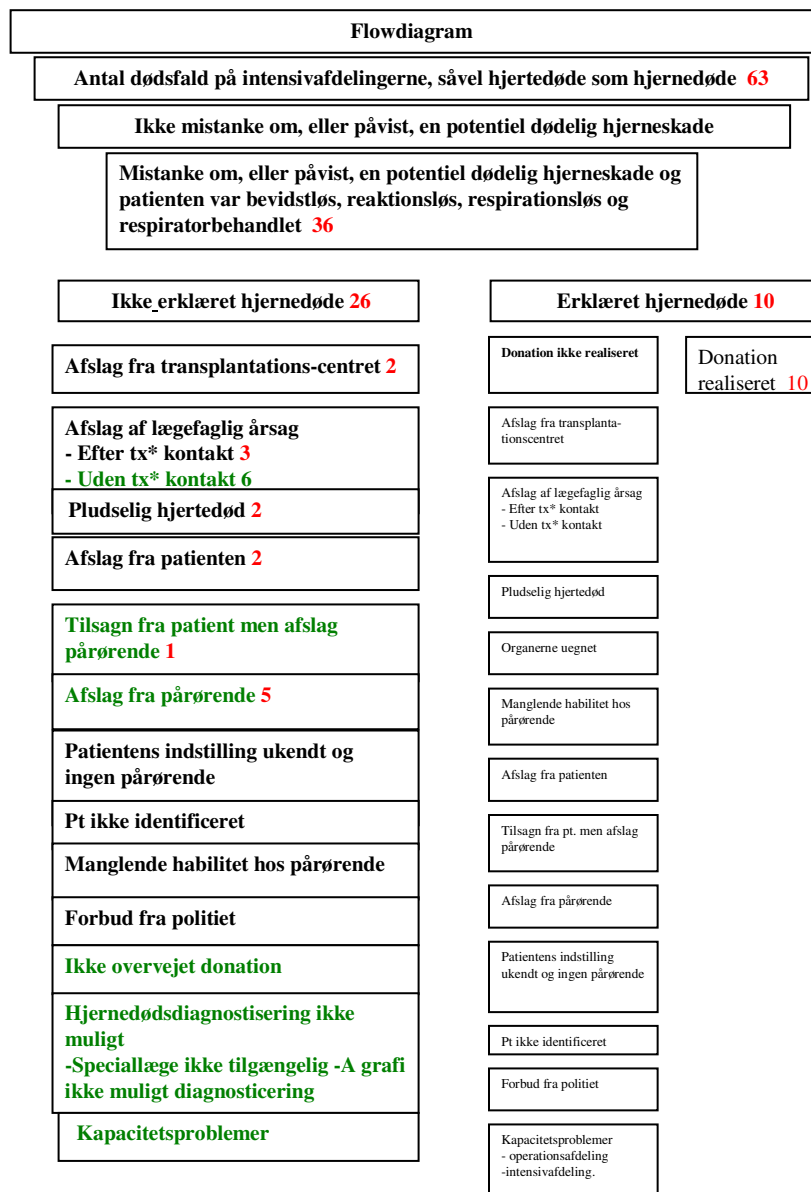 Flowdiagram
Antal dødsfald på intensivafdelingerne, såvel hjertedøde som hjernedøde 63
Ikke mistanke om, eller påvist, en potentiel dødelig hjerneskade
Mistanke om, eller påvist, en potentiel dødelig hjerneskade og
patienten var bevidstløs, reaktionsløs, respirationsløs og
respiratorbehandlet 36
Ikke erklæret hjernedøde 26
Afslag fra transplantations-centret 2
Afslag af lægefaglig årsag
- Efter tx* kontakt 3
- Uden tx* kontakt 6
Pludselig hjertedød 2
Afslag fra patienten 2
Tilsagn fra patient men afslag
pårørende 1
Afslag fra pårørende 5
Patientens indstilling ukendt og
ingen pårørende
Pt ikke identificeret
Manglende habilitet hos pårørende
Forbud fra politiet
Ikke overvejet donation
Hjernedødsdiagnostisering ikke
muligt
-Speciallæge ikke tilgængelig -A grafi
ikke muligt diagnosticering
Kapacitetsproblemer
Erklæret hjernedøde 10
Donation ikke realiseret
Afslag fra transplanta-
tionscentret
Afslag af lægefaglig årsag
- Efter tx* kontakt
- Uden tx* kontakt
Pludselig hjertedød
Organerne uegnet
Manglende habilitet hos
pårørende
Afslag fra patienten
Tilsagn fra pt. men afslag
pårørende
Afslag fra pårørende
Patientens indstilling
ukendt og ingen pårørende
Pt ikke identificeret
Forbud fra politiet
Kapacitetsproblemer
- operationsafdeling
-intensivafdeling.
Donation
realiseret 10